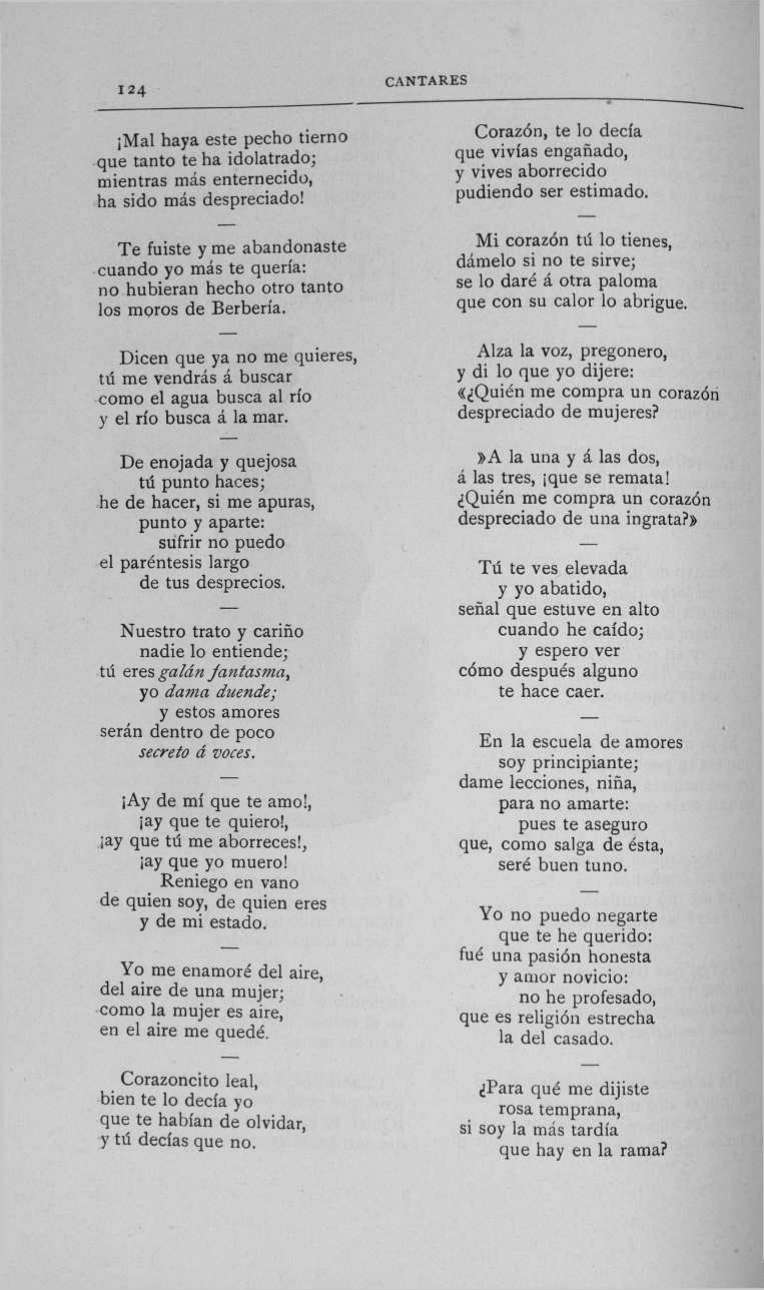 124
CANTARES
¡Mal haya este pecho tierno
que tanto te ha idolatrado;
mientras más enternecido,
ha sido más despreciado!
—
Te fuiste y me abandonaste
cuando yo más te quería:
no hubieran hecho otro tanto
los moros de Berbería.
—
Dicen que ya no me quieres,
tú me vendrás á buscar
como el agua busca al río
y el río busca á la mar.
—
De enojada y quejosa
tú punto haces;
he de hacer, si me apuras,
punto y aparte:
sufrir no puedo
el paréntesis largo
de tus desprecios.
—
Nuestro trato y cariño
nadie lo entiende;
tú eres galán fantasma,
yo dama duende;
y estos amores
serán dentro de poco
secreto á voces.
—
¡Ay de mí que te amo!,
¡ay que te quiero!,
¡ay que tú me aborreces!,
¡ay que yo muero!
Reniego en vano
de quien soy, de quien eres
y de mi estado.
—
Yo me enamoré del aire,
del aire de una mujer;
como la mujer es aire,
en el aire me quedé.
—
Corazoncito leal,
bien te lo decía yo
que te habían de olvidar,
y tú decías que no.
Corazón, te lo decía
que vivías engañado,
y vives aborrecido
pudiendo ser estimado.
—
Mi corazón tú lo tienes,
dámelo si no te sirve;
se lo daré á otra paloma
que con su calor lo abrigue.
—
Alza la voz, pregonero,
y di lo que yo dijere:
«¿Quién me compra un corazón
despreciado de mujeres?
»A la una y á las dos,
á las tres, ¡que se remata!
¿Quién me compra un corazón
despreciado de una ingrata?»
—
Tú te ves elevada
y yo abatido,
señal que estuve en alto
cuando he caído;
y espero ver
cómo después alguno
te hace caer.
—
En la escuela de amores
soy principiante;
dame lecciones, niña,
para no amarte:
pues te aseguro
que, como salga de ésta,
seré buen tuno.
—
Yo no puedo negarte
que te he querido:
fué una pasión honesta
y amor novicio:
no he profesado,
que es religión estrecha
la del casado.
—
¿Para qué me dijiste
rosa temprana,
si soy la más tardía
que hay en la rama?